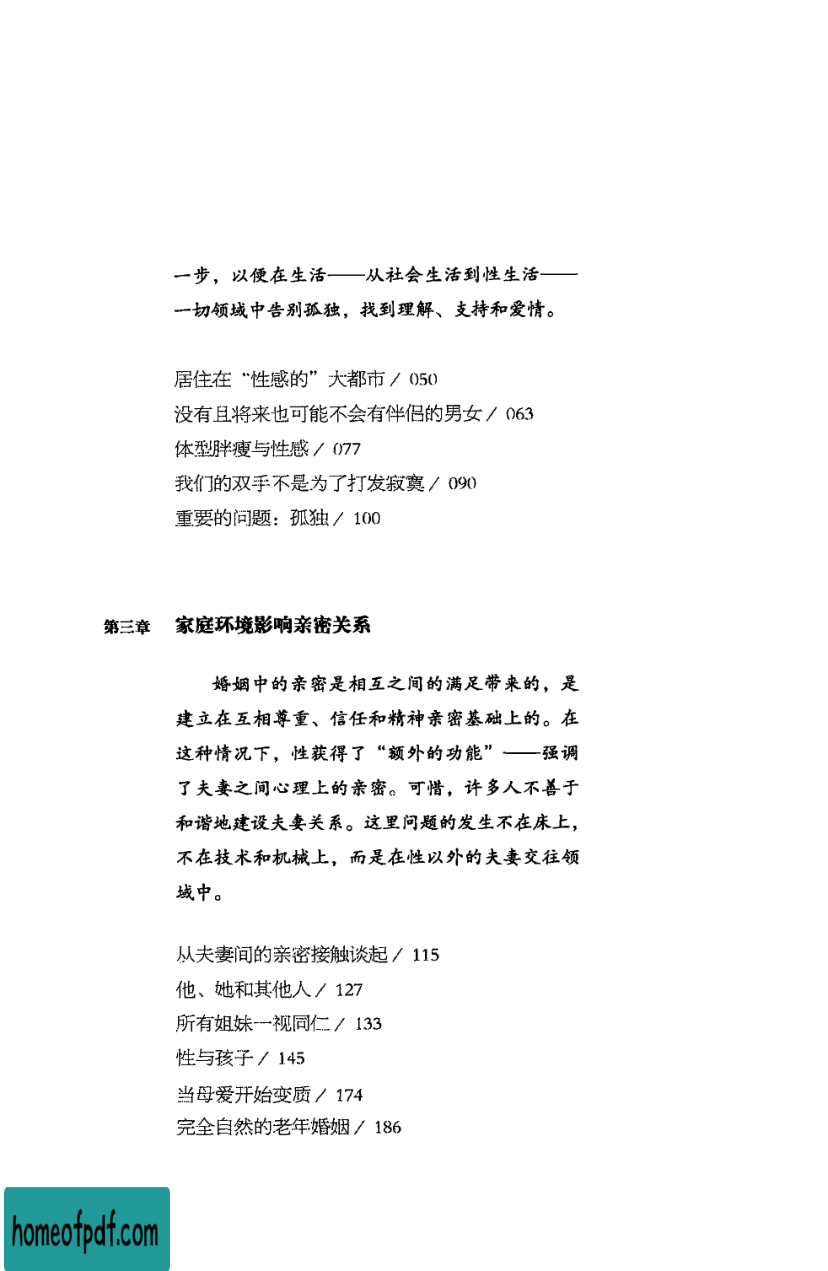 一步，以便在生活——从社会生活到性生活——
一切领域中告别孤独，找到理解、支持和爱情。
居住在“性感的”大都市 / 050
没有且将来也可能不会有伴侣的男女 / 063
体型胖瘦与性感 / 077
我们的双手不是为了打发寂寞 / 090
重要的问题：孤独 / 100
第三章 家庭环境影响亲密关系
婚姻中的亲密是相互之间的满足带来的，是
建立在互相尊重、信任和精神亲密基础上的。在
这种情况下，性获得了“额外的功能”——强调
了夫妻之间心理上的亲密。可惜，许多人不善于
和谐地建设夫妻关系。这里问题的发生不在床上，
不在技术和机械上，而是在性以外的夫妻交往领
域中。
从夫妻间的亲密接触谈起 / 115
他、她和其他人 / 127
所有姐妹一视同仁 / 133
性与孩子 / 145
当母爱开始变质 / 174
完全自然的老年婚姻 / 186
homeofpdf.com